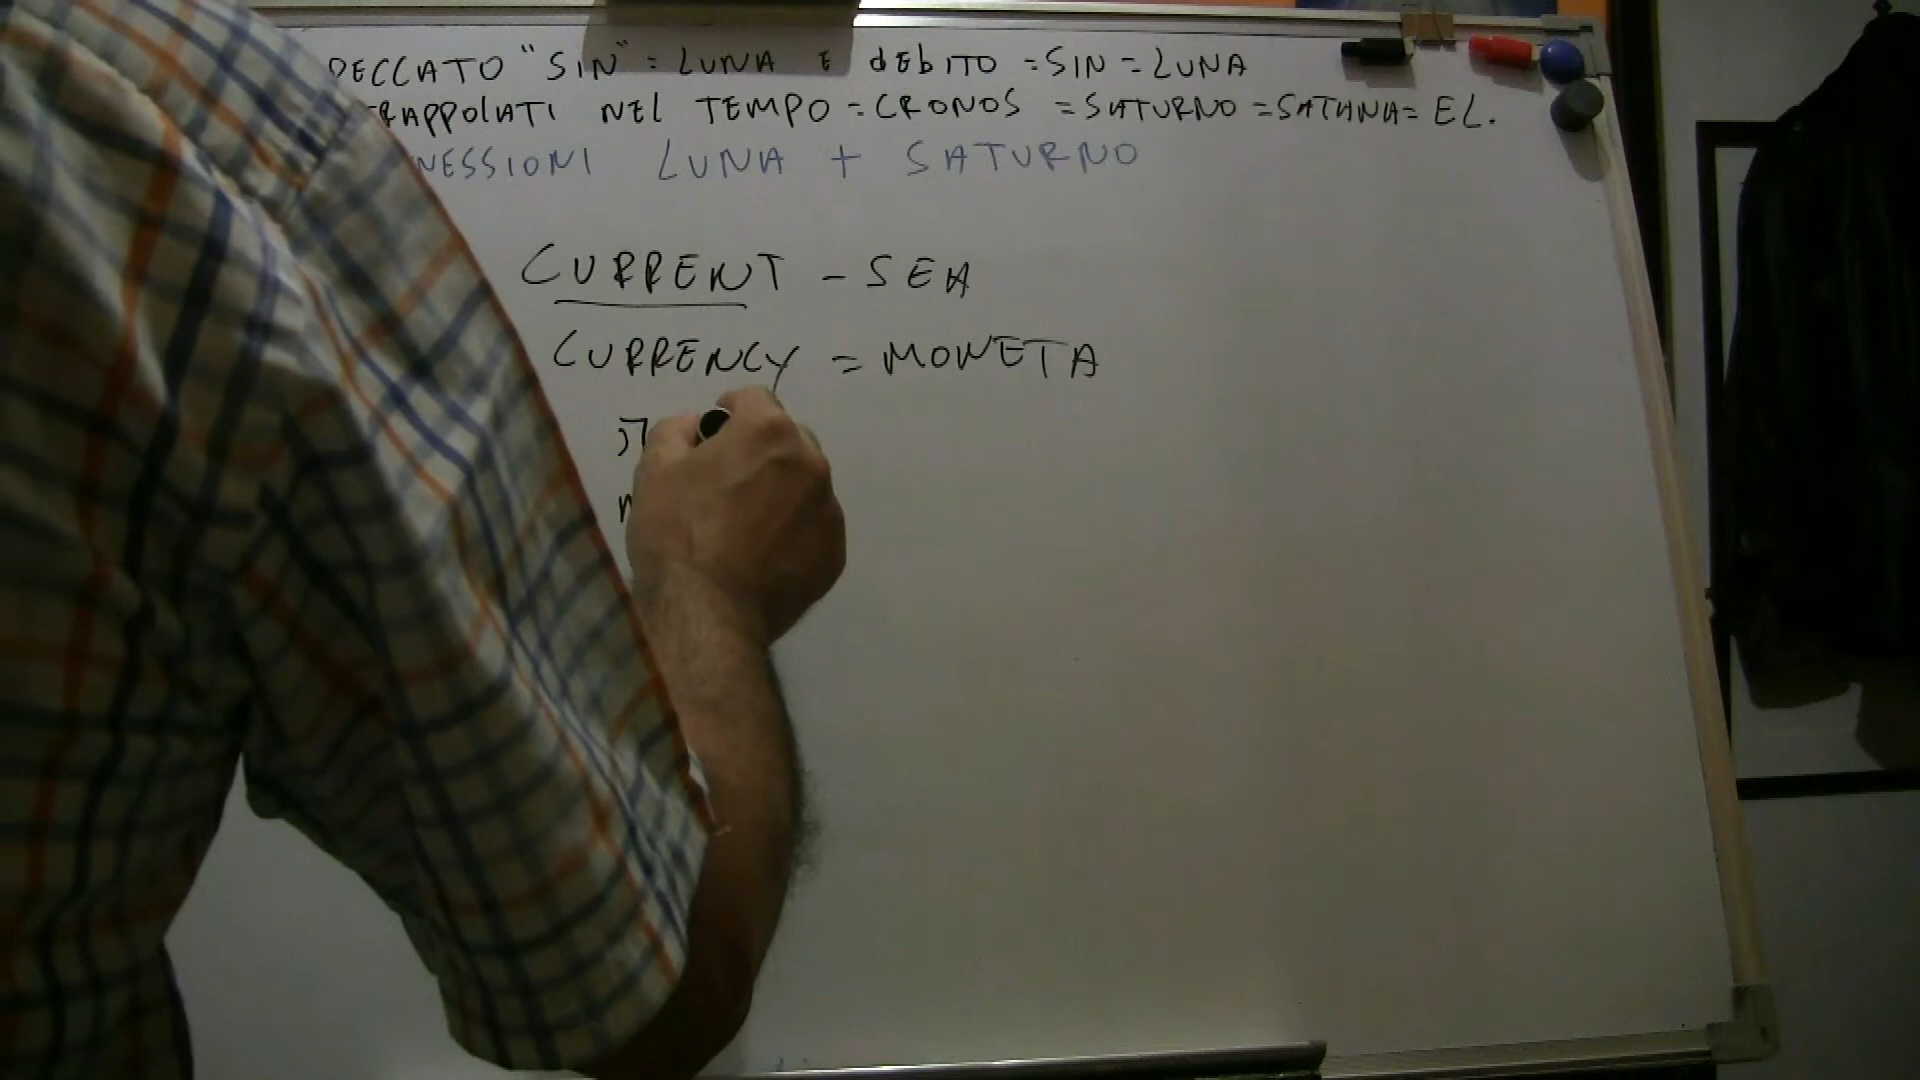 PECCATO "SIN" = LUNA E dEbITO = SIN = LUNA
RAPPOLATI NEL TEMPO = CRONOS = SATURNO = SATANA = EL.
NESSIONI LUNA + SATURNO
CURRENT - SEA
CURRENCY = MONETA